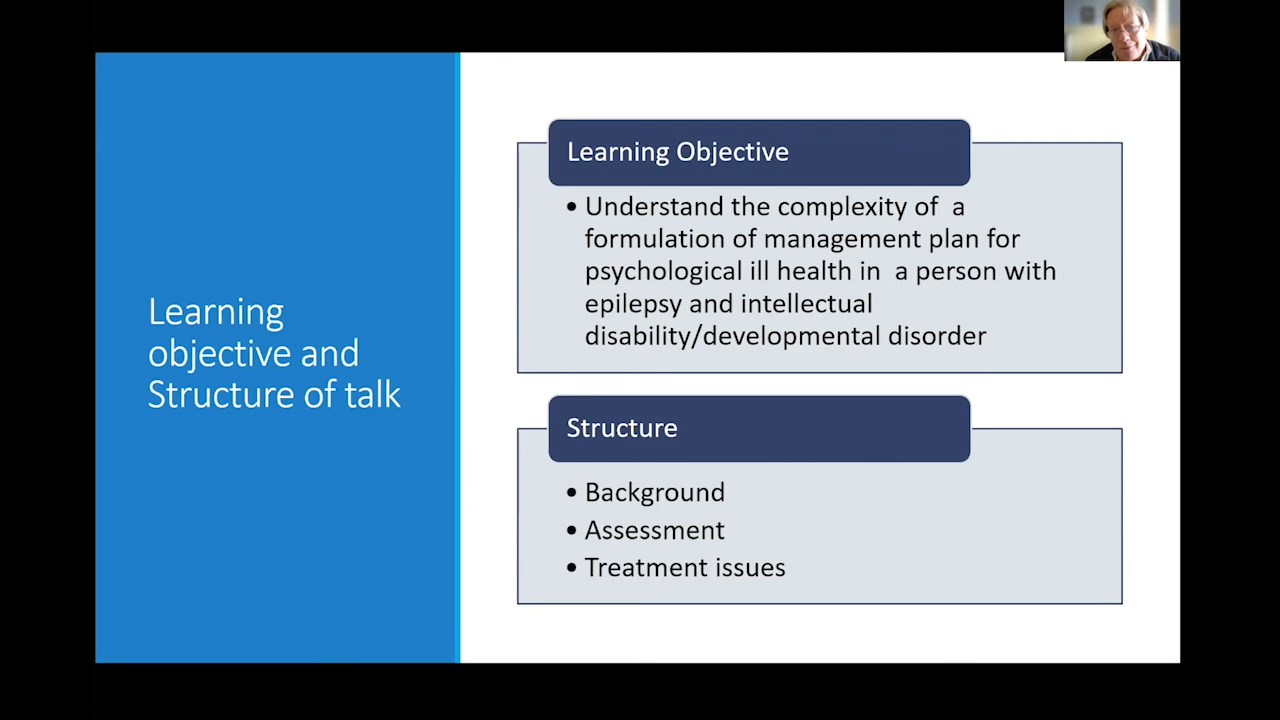 Learning
objective and
Structure of talk
Learning Objective
• Understand the complexity of  a
formulation of management plan for
psychological ill health in  a person with
epilepsy and intellectual
disability/developmental disorder
Structure
• Background
• Assessment
• Treatment issues